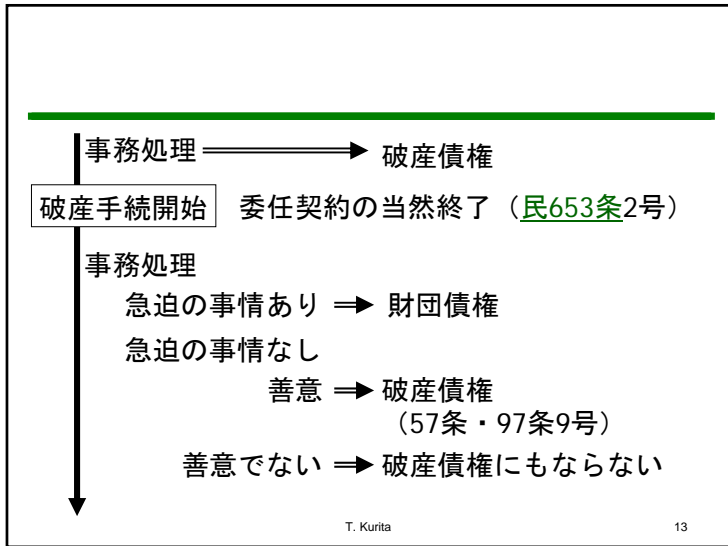 事務処理 破産債権
破産手続開始 委任契約の当然終了（民653条2号）
事務処理
急迫の事情あり 財団債権
急迫の事情なし
善意 破産債権
（57条・97条9号）
善意でない 破産債権にもならない
T. Kurita 13